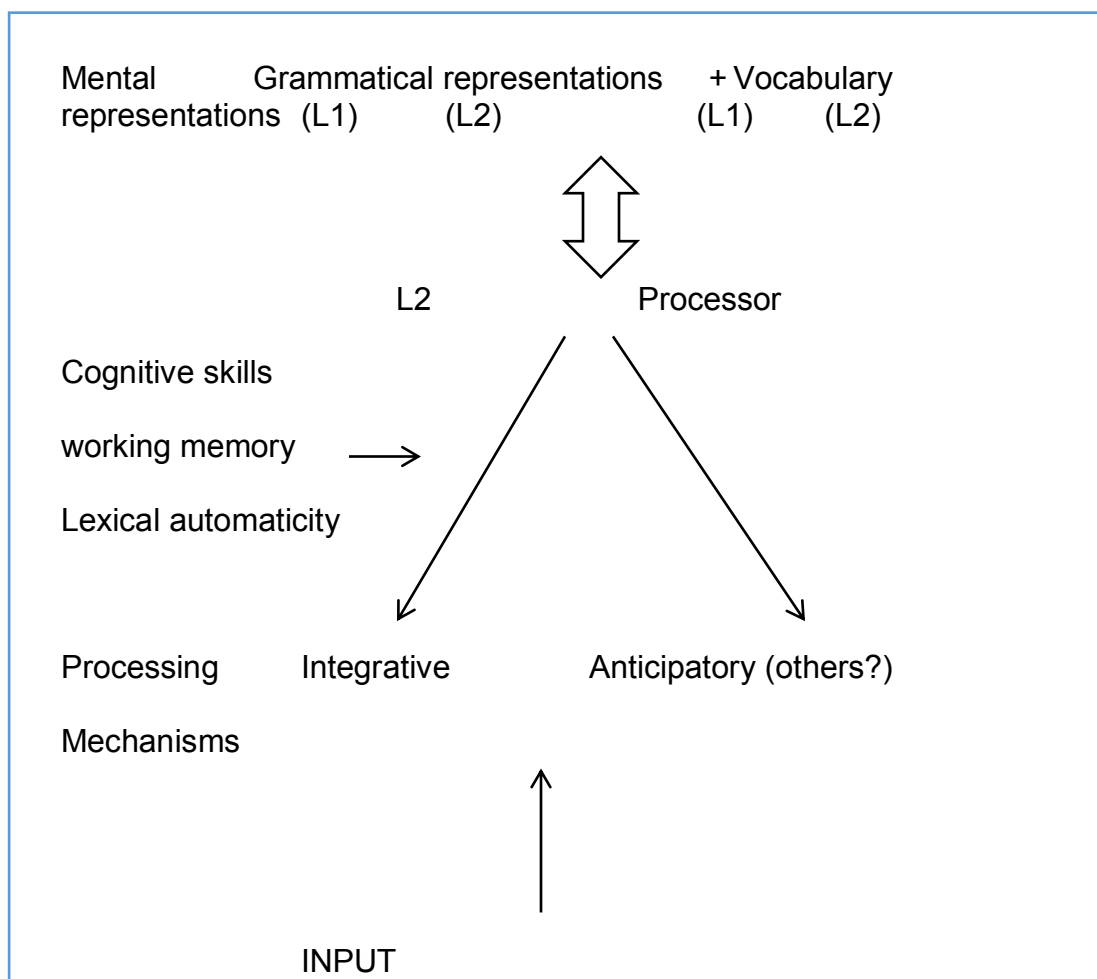 Mental Grammatical representations + Vocabulary
representations (L1) (L2) (L1) (L2)
L2 Processor
Cognitive skills
working memory
Lexical automaticity
Processing Integrative Anticipatory (others?)
Mechanisms
INPUT